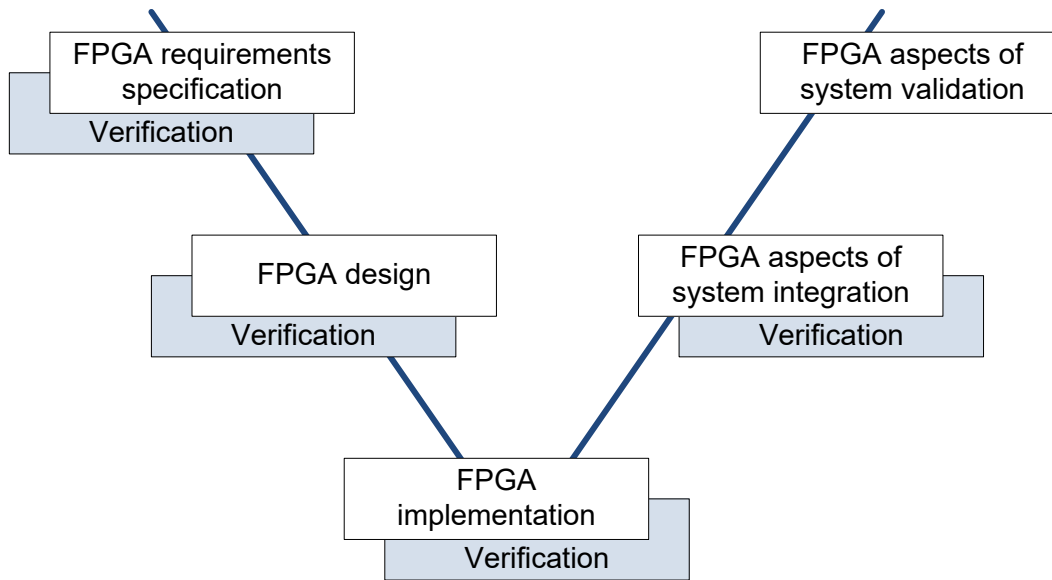 FPGA requirements
specification
Verification
FPGA aspects of
system validation
FPGA design
Verification
FPGA aspects of
system integration
Verification
FPGA
implementation
Verification